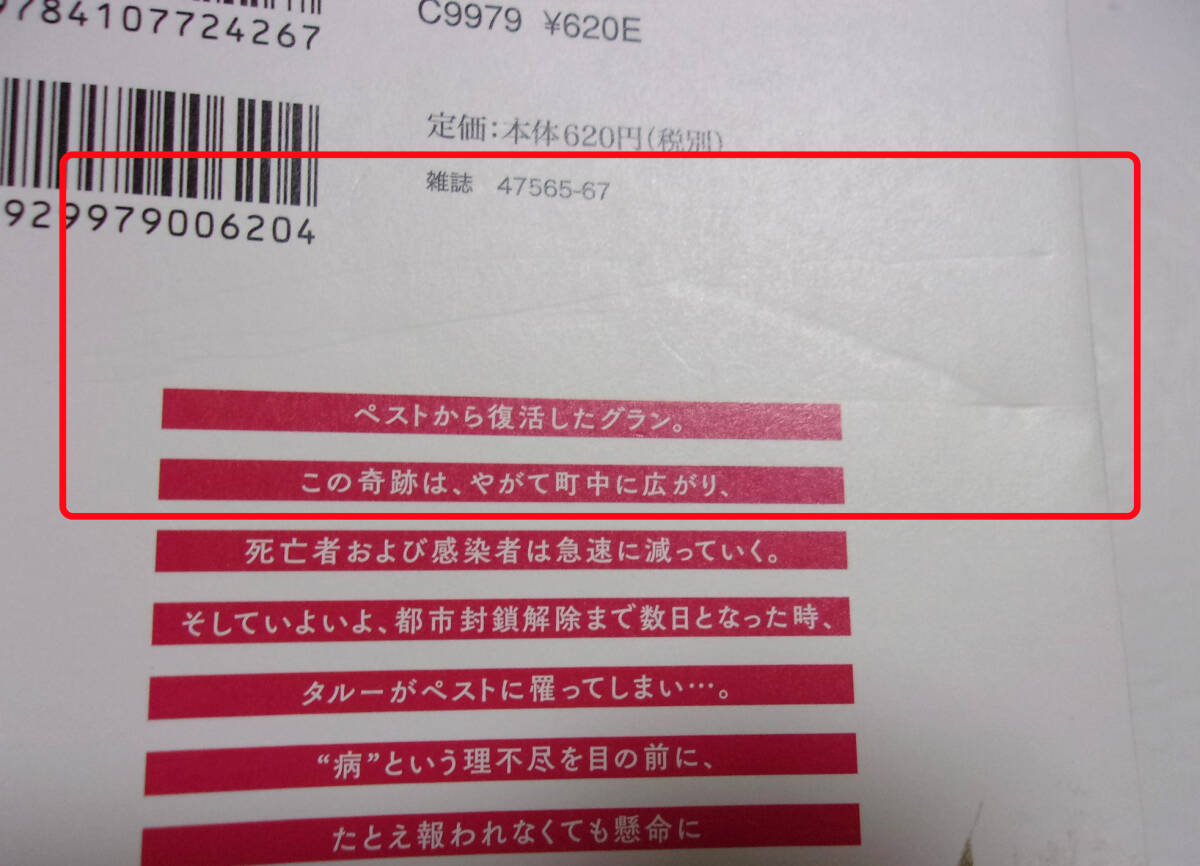 9784107724267
C9979 ¥620E
定価:本体620円(税別)
雑誌 47565-67
929979006204
ペストから復活したグラン。
この奇跡は、やがて町中に広がり、
死亡者および感染者は急速に減っていく。
そしていよいよ、都市封鎖解除まで数日となった時、
タルーがペストに罹ってしまい…。
“病”という理不尽を目の前に、
たとえ報われなくても懸命に